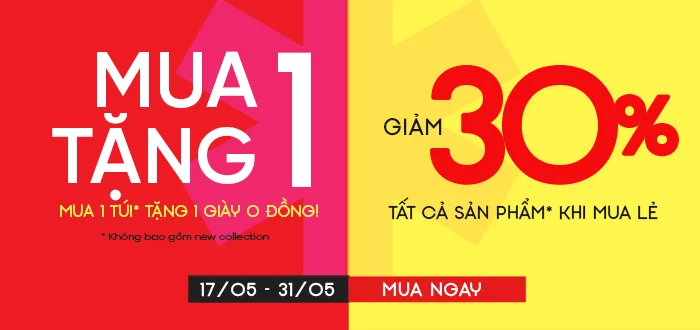 MUA 1
TẶNG
MUA 1 TÚI* TẶNG 1 GIÀY 0 ĐỒNG!
* Không bao gồm new collection
GIẢM 30%
TẤT CẢ SẢN PHẨM* KHI MUA LẺ
17/05 - 31/05
MUA NGAY